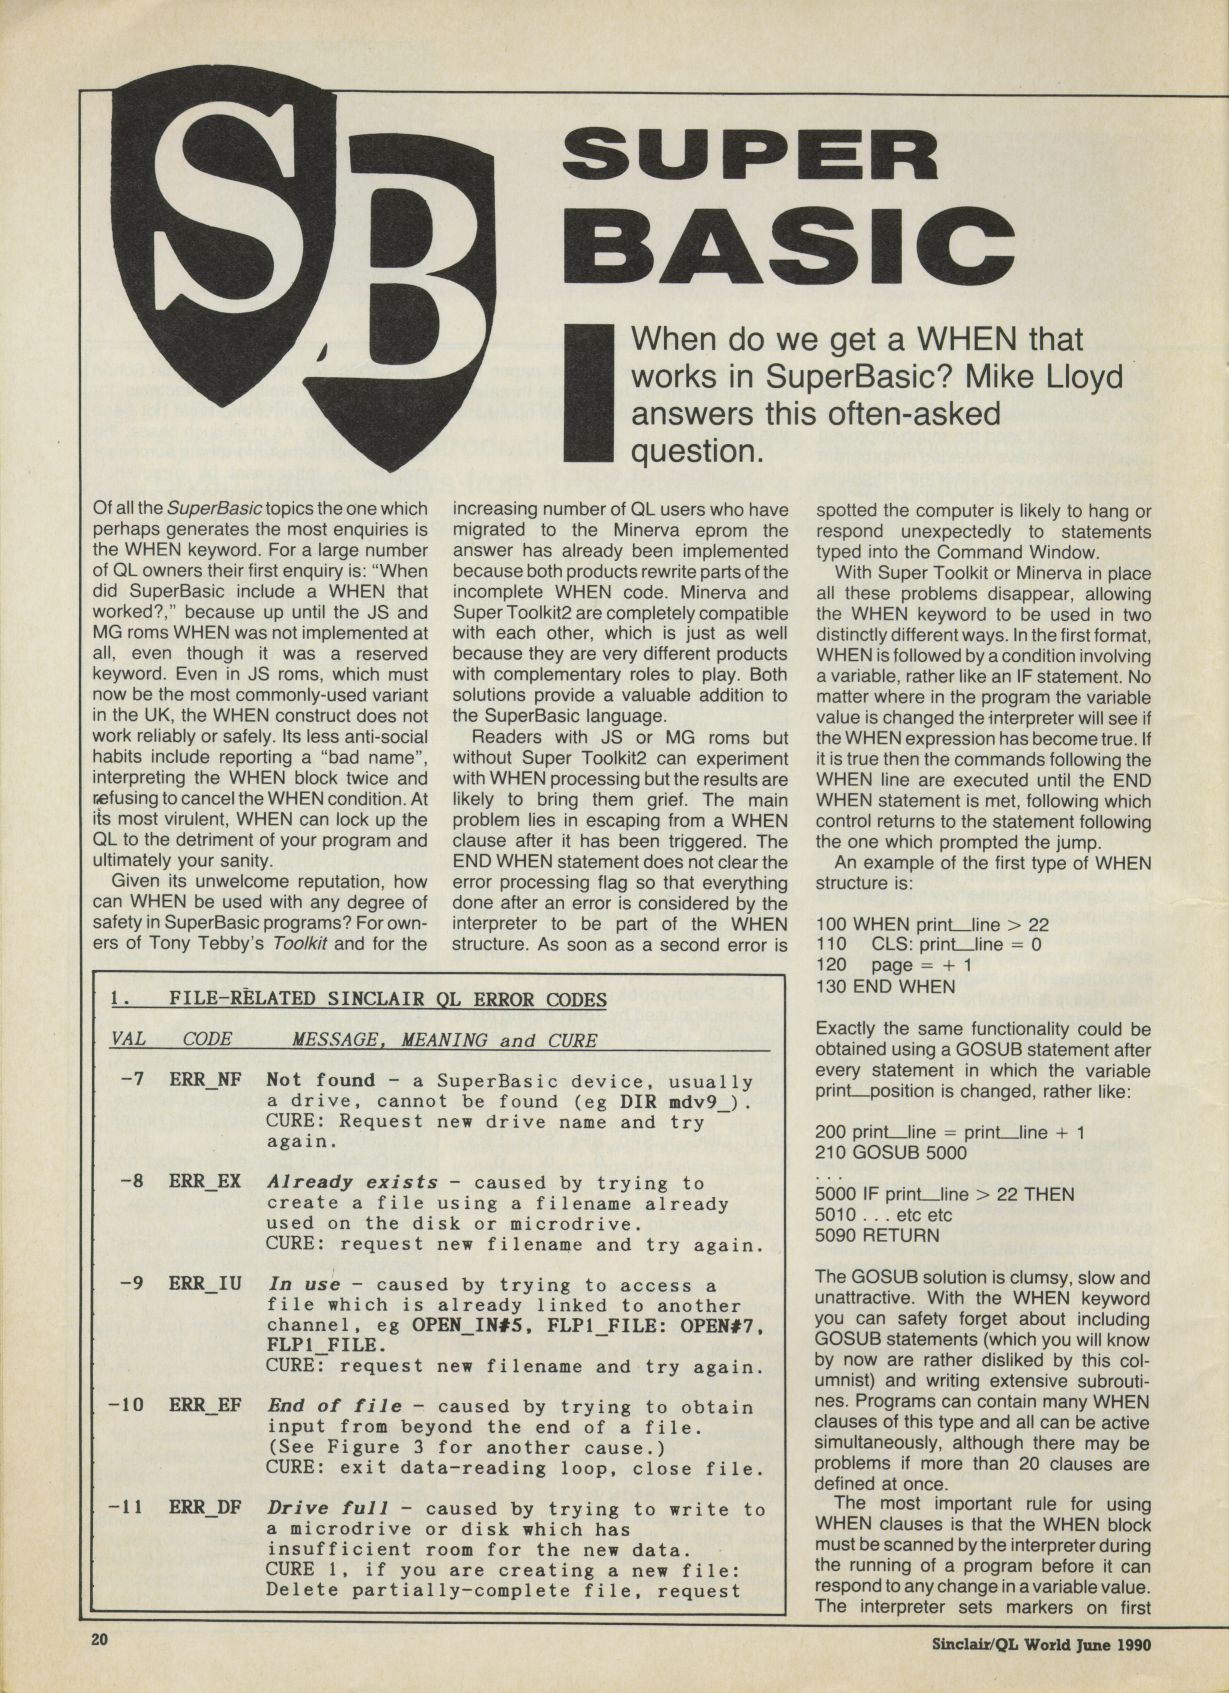 SB
SUPER
BASIC
When do we get a WHEN that
works in SuperBasic? Mike Lloyd
answers this often-asked
question.
Of all the SuperBasic topics the one which
perhaps generates the most enquiries is
the WHEN keyword. For a large number
of QL owners their first enquiry is: “When
did SuperBasic include a WHEN that
worked?,” because up until the JS and
MG roms WHEN was not implemented at
all, even though it was a reserved
keyword. Even in JS roms, which must
now be the most commonly-used variant
in the UK, the WHEN construct does not
work reliably or safely. Its less anti-social
habits include reporting a “bad name”,
interpreting the WHEN block twice and
refusing to cancel the WHEN condition. At
its most virulent, WHEN can lock up the
QL to the detriment of your program and
ultimately your sanity.
Given its unwelcome reputation, how
can WHEN be used with any degree of
safety in SuperBasic programs? For own-
ers of Tony Tebby's Toolkit and for the
increasing number of QL users who have
migrated to the Minerva eprom the
answer has already been implemented
because both products rewrite parts of the
incomplete WHEN code. Minerva and
Super Toolkit2 are completely compatible
with each other, which is just as well
because they are very different products
with complementary roles to play. Both
solutions provide a valuable addition to
the SuperBasic language.
Readers with JS or MG roms but
without Super Toolkit2 can experiment
with WHEN processing but the results are
likely to bring them grief. The main
problem lies in escaping from a WHEN
clause after it has been triggered. The
END WHEN statement does not clear the
error processing flag so that everything
done after an error is considered by the
interpreter to be part of the WHEN
structure. As soon as a second error is
spotted the computer is likely to hang or
respond unexpectedly to statements
typed into the Command Window.
With Super Toolkit or Minerva in place
all these problems disappear, allowing
the WHEN keyword to be used in two
distinctly different ways. In the first format,
WHEN is followed by a condition involving
a variable, rather like an IF statement. No
matter where in the program the variable
value is changed the interpreter will see if
the WHEN expression has become true. If
it is true then the commands following the
WHEN line are executed until the END
WHEN statement is met, following which
control returns to the statement following
the one which prompted the jump.
An example of the first type of WHEN
structure is:
100 WHEN print_line > 22
110 CLS: print_line = 0
120 page = + 1
130 END WHEN
Exactly the same functionality could be
obtained using a GOSUB statement after
every statement in which the variable
print_position is changed, rather like:
200 print_line = print_line + 1
210 GOSUB 5000
. . .
5000 IF print_line > 22 THEN
5010 . . . etc etc
5090 RETURN
The GOSUB solution is clumsy, slow and
unattractive. With the WHEN keyword
you can safety forget about including
GOSUB statements (which you will know
by now are rather disliked by this col-
umnist) and writing extensive subrouti-
nes. Programs can contain many WHEN
clauses of this type and all can be active
simultaneously, although there may be
problems if more than 20 clauses are
defined at once.
The most important rule for using
WHEN clauses is that the WHEN block
must be scanned by the interpreter during
the running of a program before it can
respond to any change in a variable value.
The interpreter sets markers on first
1. FILE-RELATED SINCLAIR QL ERROR CODES
VAL CODE MESSAGE, MEANING and CURE
-7 ERR_NF Not found - a SuperBasic device, usually
a drive, cannot be found (eg DIR mdv9_).
CURE: Request new drive name and try
again.
-8 ERR_EX Already exists - caused by trying to
create a file using a filename already
used on the disk or microdrive.
CURE: request new filename and try again.
-9 ERR_IU In use - caused by trying to access a
file which is already linked to another
channel, eg OPEN_IN#5, FLP1_FILE: OPEN#7,
FLP1_FILE.
CURE: request new filename and try again.
-10 ERR_EF End of file - caused by trying to obtain
input from beyond the end of a file.
(See Figure 3 for another cause.)
CURE: exit data-reading loop, close file.
-11 ERR_DF Drive full - caused by trying to write to
a microdrive or disk which has
insufficient room for the new data.
CURE 1, if you are creating a new file:
Delete partially-complete file, request
20
Sinclair/QL World June 1990